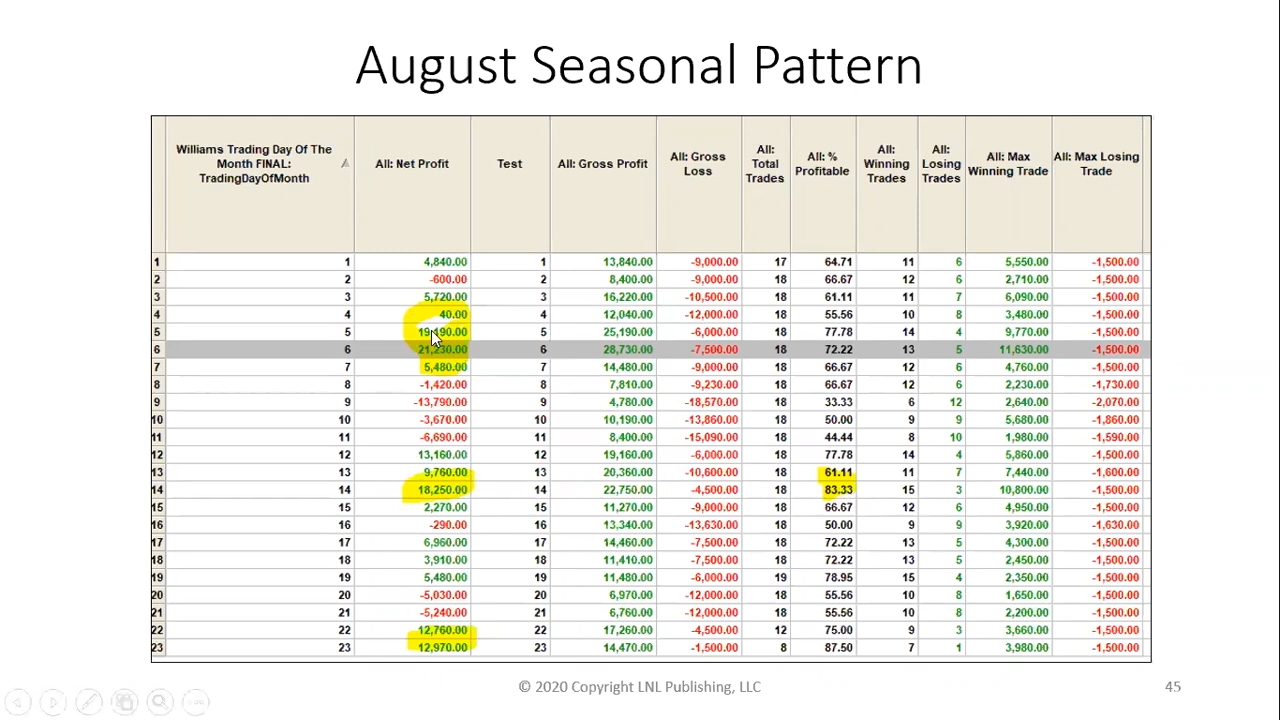 August Seasonal Pattern
Williams Trading Day Of The Month FINAL: TradingDayOfMonth All: Net Profit Test All: Gross Profit All: Gross Loss All: Total Trades All: % Profitable All: Winning Trades All: Losing Trades All: Max Winning Trade All: Max Losing Trade
1 1 4,840.00 1 13,840.00 -9,000.00 17 64.71 11 6 5,550.00 -1,500.00
2 2 -600.00 2 8,400.00 -9,000.00 18 66.67 12 6 2,710.00 -1,500.00
3 3 5,720.00 3 16,220.00 -10,500.00 18 61.11 11 7 6,090.00 -1,500.00
4 4 40.00 4 12,040.00 -12,000.00 18 55.56 10 8 3,480.00 -1,500.00
5 5 19,190.00 5 25,190.00 -6,000.00 18 77.78 14 4 9,770.00 -1,500.00
6 6 21,230.00 6 28,730.00 -7,500.00 18 72.22 13 5 11,630.00 -1,500.00
7 7 5,480.00 7 14,480.00 -9,000.00 18 66.67 12 6 4,760.00 -1,500.00
8 8 -1,420.00 8 7,810.00 -9,230.00 18 66.67 12 6 2,230.00 -1,730.00
9 9 -13,790.00 9 4,780.00 -18,570.00 18 33.33 6 12 2,640.00 -2,070.00
10 10 -3,670.00 10 10,190.00 -13,860.00 18 50.00 9 9 5,680.00 -1,860.00
11 11 -6,690.00 11 8,400.00 -15,090.00 18 44.44 8 10 1,980.00 -1,590.00
12 12 13,160.00 12 19,160.00 -6,000.00 18 77.78 14 4 5,860.00 -1,500.00
13 13 9,760.00 13 20,360.00 -10,600.00 18 61.11 11 7 7,440.00 -1,600.00
14 14 18,250.00 14 22,750.00 -4,500.00 18 83.33 15 3 10,800.00 -1,500.00
15 15 2,270.00 15 11,270.00 -9,000.00 18 66.67 12 6 4,950.00 -1,500.00
16 16 -290.00 16 13,340.00 -13,630.00 18 50.00 9 9 3,920.00 -1,630.00
17 17 6,960.00 17 14,460.00 -7,500.00 18 72.22 13 5 4,300.00 -1,500.00
18 18 3,910.00 18 11,410.00 -7,500.00 18 72.22 13 5 2,450.00 -1,500.00
19 19 5,480.00 19 11,480.00 -6,000.00 19 78.95 15 4 2,350.00 -1,500.00
20 20 -5,030.00 20 6,970.00 -12,000.00 18 55.56 10 8 1,650.00 -1,500.00
21 21 -5,240.00 21 6,760.00 -12,000.00 18 55.56 10 8 2,200.00 -1,500.00
22 22 12,760.00 22 17,260.00 -4,500.00 12 75.00 9 3 3,660.00 -1,500.00
23 23 12,970.00 23 14,470.00 -1,500.00 8 87.50 7 1 3,980.00 -1,500.00
© 2020 Copyright LNL Publishing, LLC
45